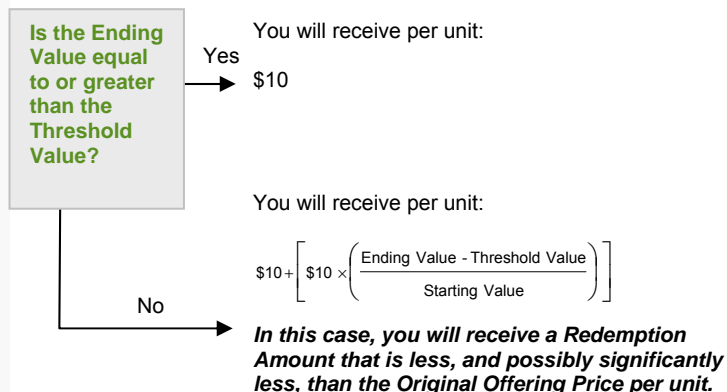 Is the Ending
Value equal
to or greater
than the
Threshold
Value?
Yes
You will receive per unit:
$10
You will receive per unit:
$10 + [ $10 × ( Ending Value - Threshold Value
Starting Value ) ]
No
In this case, you will receive a Redemption
Amount that is less, and possibly significantly
less, than the Original Offering Price per unit.